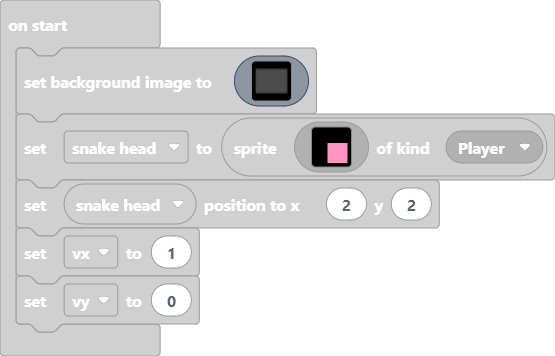 on start
set background image to
set snake head to sprite of kind Player
set snake head position to x 2 y 2
set vx to 1
set vy to 0